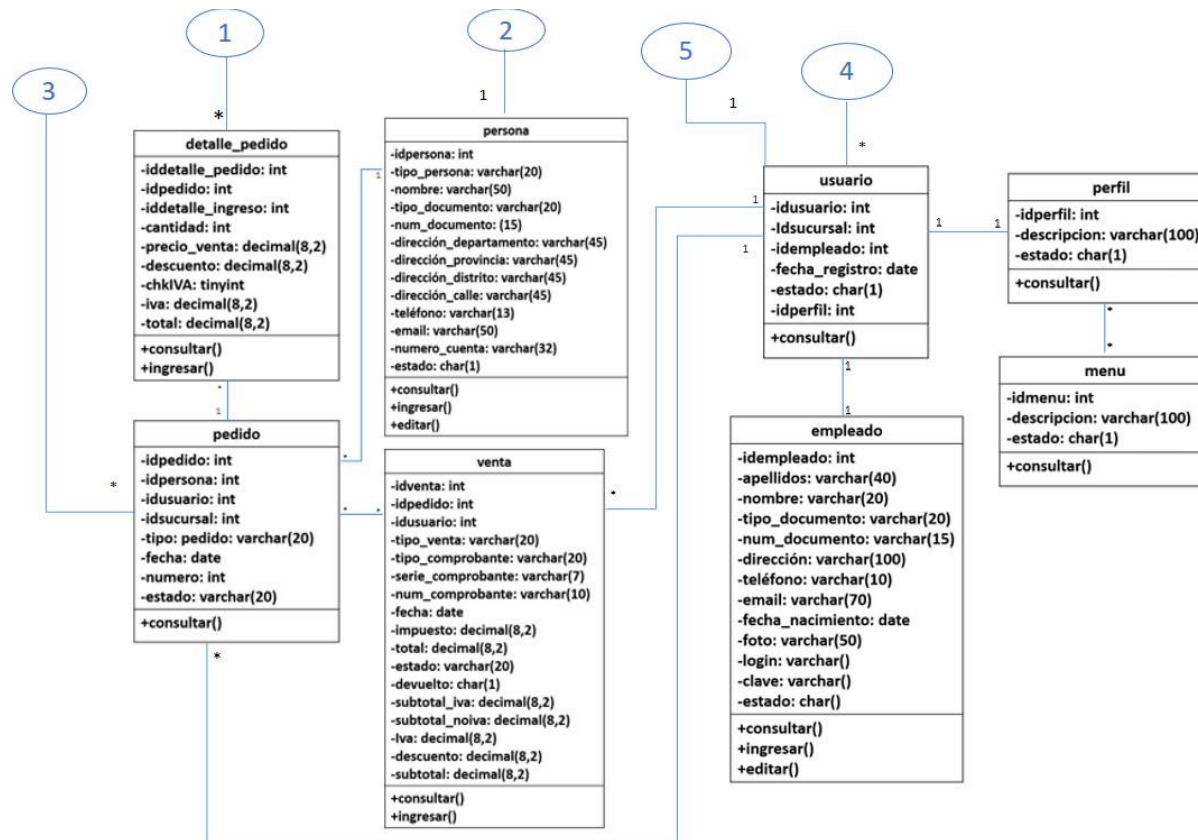 1
2
5
4
3
*
1
1
*
detalle_pedido
-iddetalle_pedido: int
-idpedido: int
-iddetalle_ingreso: int
-cantidad: int
-precio_venta: decimal(8,2)
-descuento: decimal(8,2)
-chkIVA: tinyint
-iva: decimal(8,2)
-total: decimal(8,2)
+consultar()
+ingresar()
*
1
persona
-idpersona: int
-tipo_persona: varchar(20)
-nombre: varchar(50)
-tipo_documento: varchar(20)
-num_documento: (15)
-dirección_departamento: varchar(45)
-dirección_provincia: varchar(45)
-dirección_distrito: varchar(45)
-dirección_calle: varchar(45)
-teléfono: varchar(13)
-email: varchar(50)
-numero_cuenta: varchar(32)
-estado: char(1)
+consultar()
+ingresar()
+editar()
1
usuario
-idusuario: int
-Idsucursal: int
-idempleado: int
-fecha_registro: date
-estado: char(1)
-idperfil: int
+consultar()
1
1
1
1
perfil
-idperfil: int
-descripcion: varchar(100)
-estado: char(1)
+consultar()
*
*
menu
-idmenu: int
-descripcion: varchar(100)
-estado: char(1)
+consultar()
1
1
pedido
-idpedido: int
-idpersona: int
-idusuario: int
-idsucursal: int
-tipo: pedido: varchar(20)
-fecha: date
-numero: int
-estado: varchar(20)
+consultar()
*
*
*
*
*
venta
-idventa: int
-idpedido: int
-idusuario: int
-tipo_venta: varchar(20)
-tipo_comprobante: varchar(20)
-serie_comprobante: varchar(7)
-num_comprobante: varchar(10)
-fecha: date
-impuesto: decimal(8,2)
-total: decimal(8,2)
-estado: varchar(20)
-devuelto: char(1)
-subtotal_iva: decimal(8,2)
-subtotal_noiva: decimal(8,2)
-Iva: decimal(8,2)
-descuento: decimal(8,2)
-subtotal: decimal(8,2)
+consultar()
+ingresar()
*
empleado
-idempleado: int
-apellidos: varchar(40)
-nombre: varchar(20)
-tipo_documento: varchar(20)
-num_documento: varchar(15)
-dirección: varchar(100)
-teléfono: varchar(10)
-email: varchar(70)
-fecha_nacimiento: date
-foto: varchar(50)
-login: varchar()
-clave: varchar()
-estado: char()
+consultar()
+ingresar()
+editar()